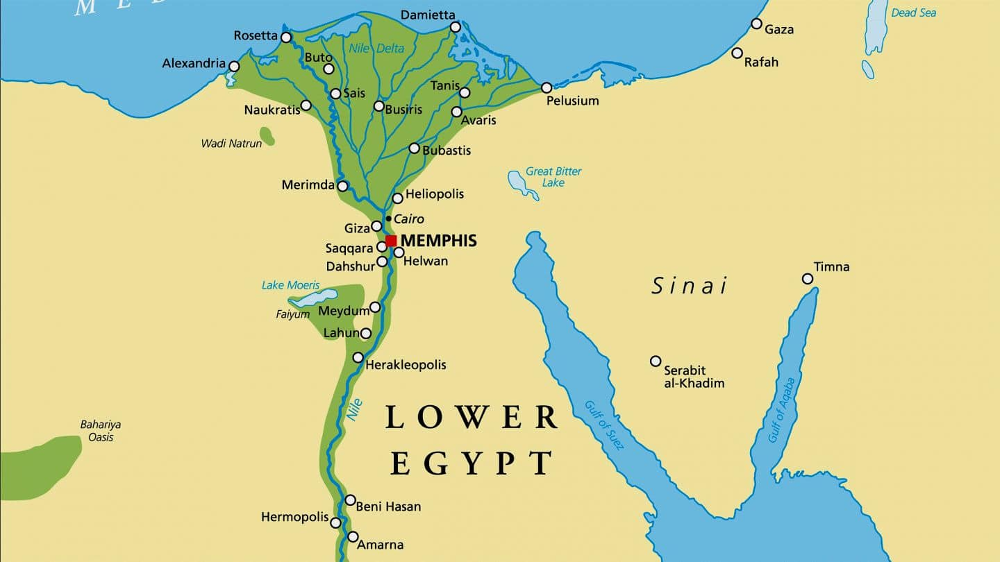 M E D
Damietta
Dead Sea
Rosetta
Gaza
Nile Delta
Buto
Rafah
Alexandria
Tanis
Sais
Pelusium
Naukratis
Busiris
Avaris
Wadi Natrun
Bubastis
Great Bitter
Lake
Merimda
Heliopolis
Cairo
Giza
MEMPHIS
Saqqara
Helwan
Dahshur
Timna
Lake Moeris
Sinai
Faiyum
Meydum
Lahun
Herakleopolis
Serabit
al-Khadim
Nile
LOWER
EGYPT
Gulf of Suez
Gulf of Aqaba
Bahariya
Oasis
Beni Hasan
Hermopolis
Amarna